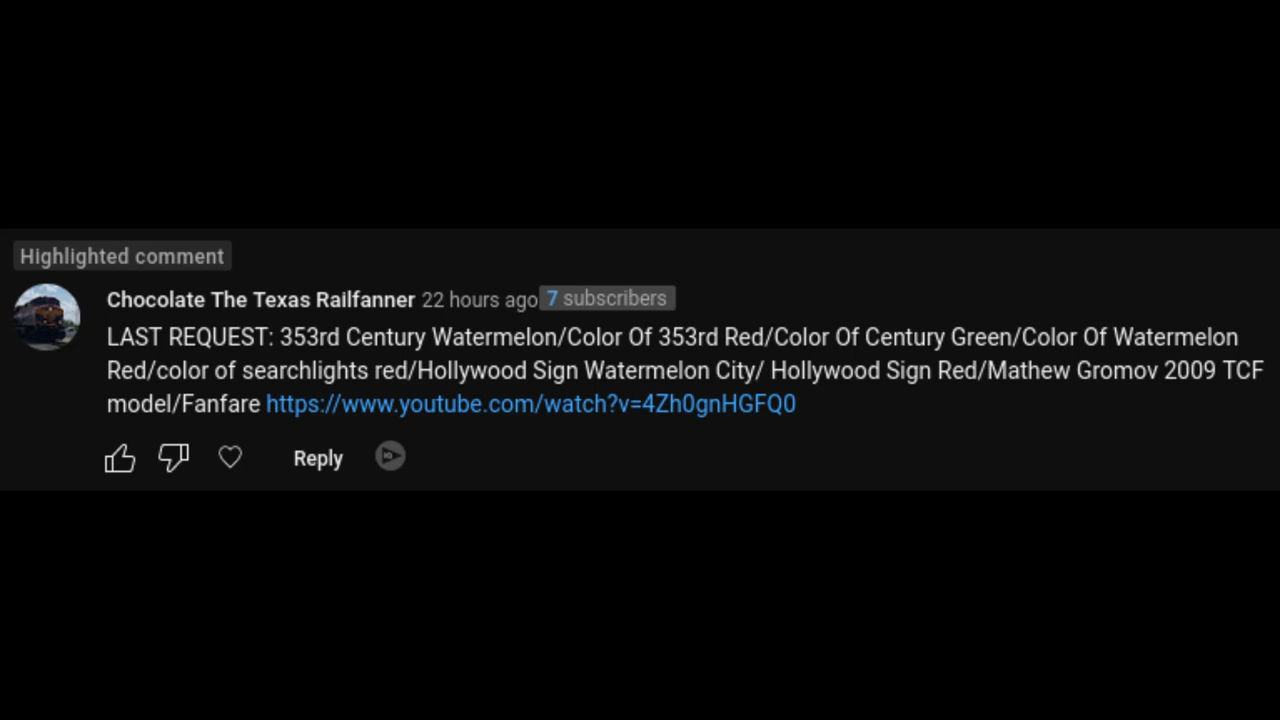 Highlighted comment
Chocolate The Texas Railfanner 22 hours ago 7 subscribers
LAST REQUEST: 353rd Century Watermelon/Color Of 353rd Red/Color Of Century Green/Color Of Watermelon
Red/color of searchlights red/Hollywood Sign Watermelon City/ Hollywood Sign Red/Mathew Gromov 2009 TCF
model/Fanfare https://www.youtube.com/watch?v=4Zh0gnHGFQ0
Reply